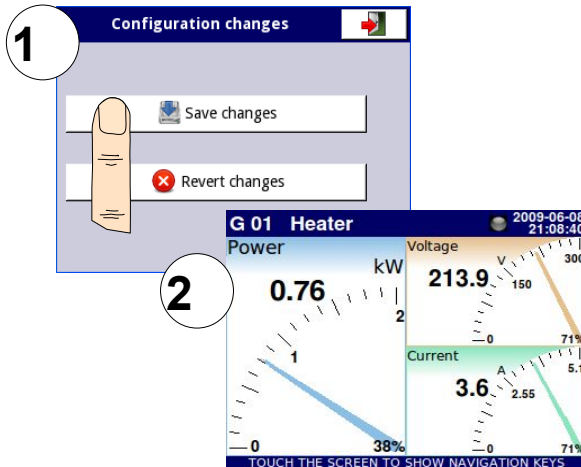 1
Configuration changes
Save changes
Revert changes
2
G 01 Heater
2009-06-08
21:08:40
Power
kW
0.76
2
1
0
38%
Voltage
V
300
213.9
150
0
71%
Current
A
5.1
3.6
2.55
0
71%
TOUCH THE SCREEN TO SHOW NAVIGATION KEYS